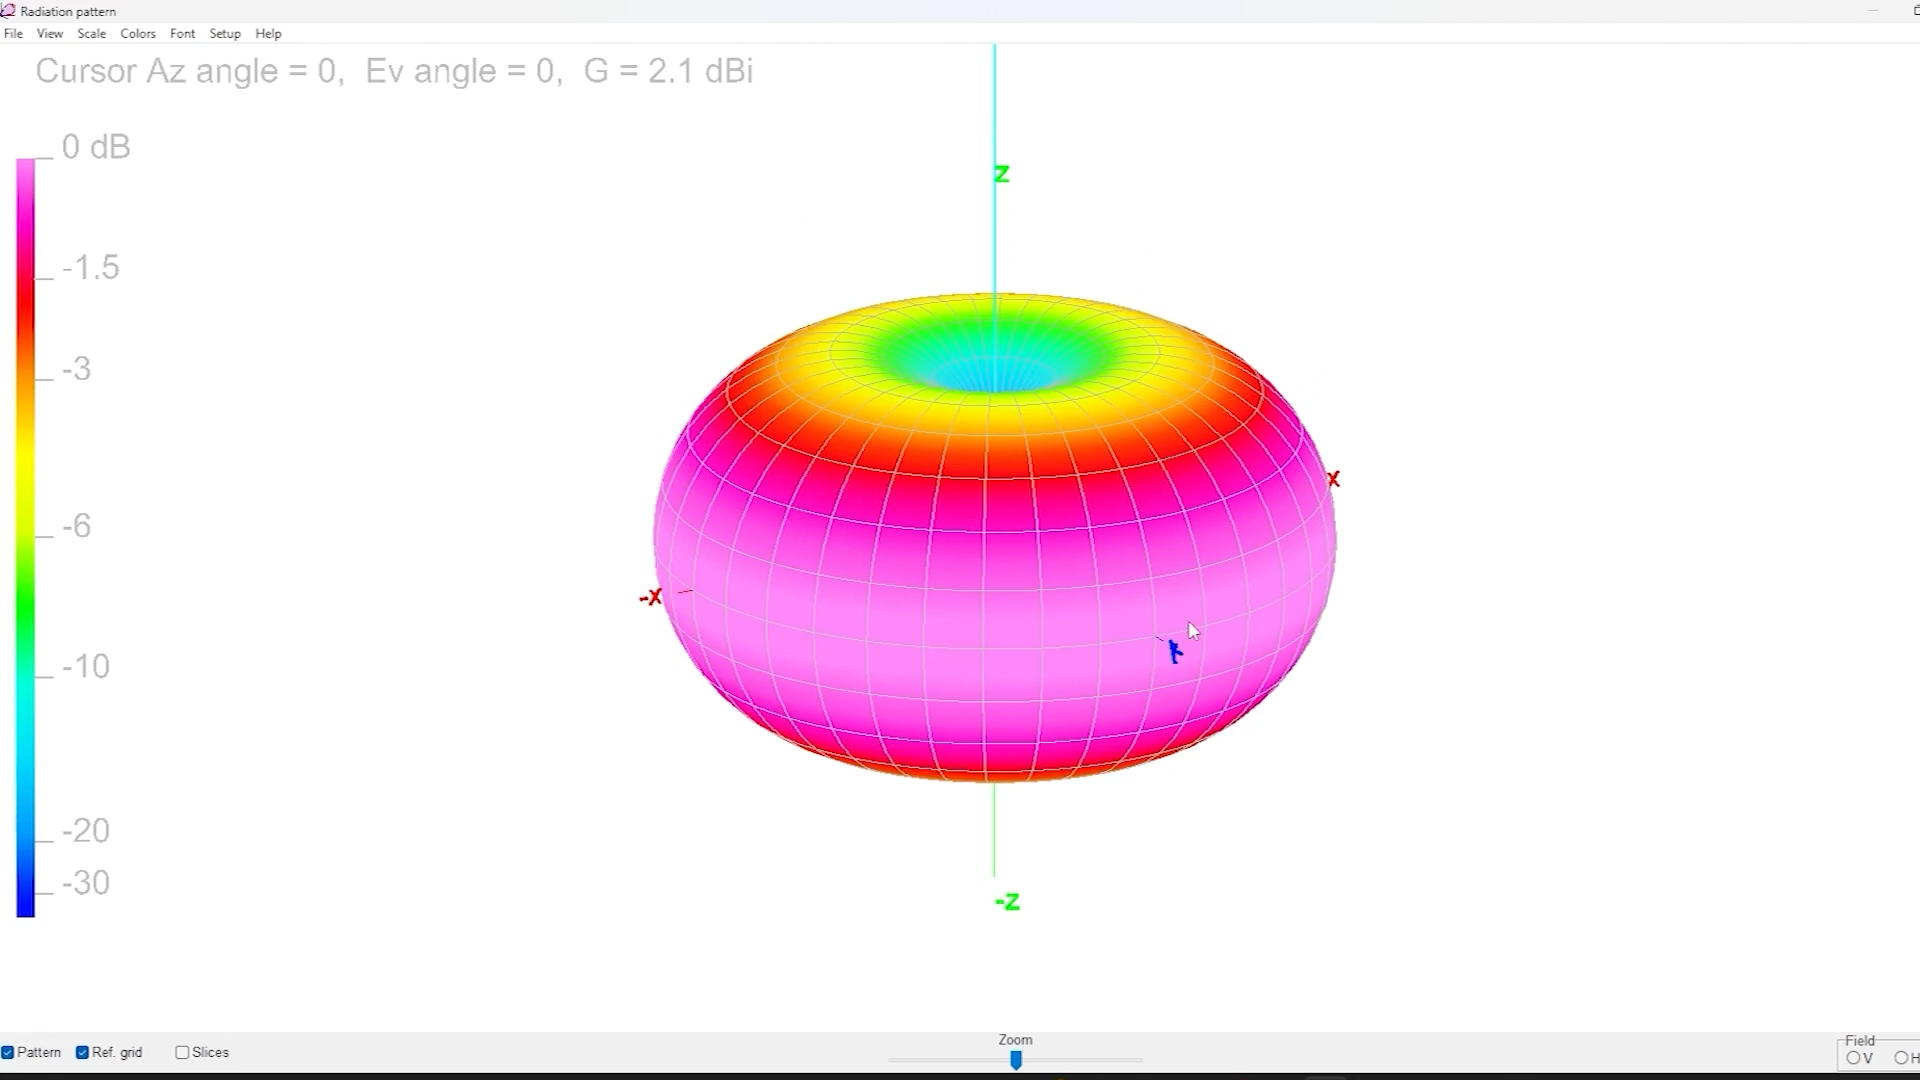 Radiation pattern
File View Scale Colors Font Setup Help
Cursor Az angle = 0, Ev angle = 0, G = 2.1 dBi
0 dB
-1.5
-3
-6
-10
-20
-30
Z
X
-X
-Z
Zoom
Pattern Ref. grid Slices
Field
V H